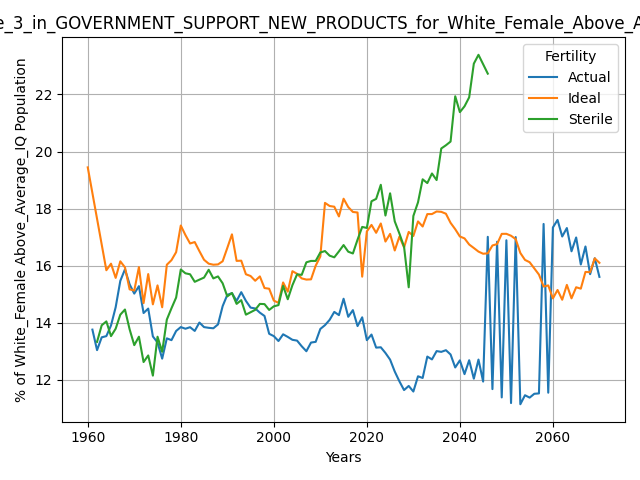 e_3_in_GOVERNMENT_SUPPORT_NEW_PRODUCTS_for_White_Female_Above_A
Fertility
Actual
Ideal
Sterile
% of White_Female Above_Average_IQ Population
22
20
18
16
14
12
1960
1980
2000
2020
2040
2060
Years